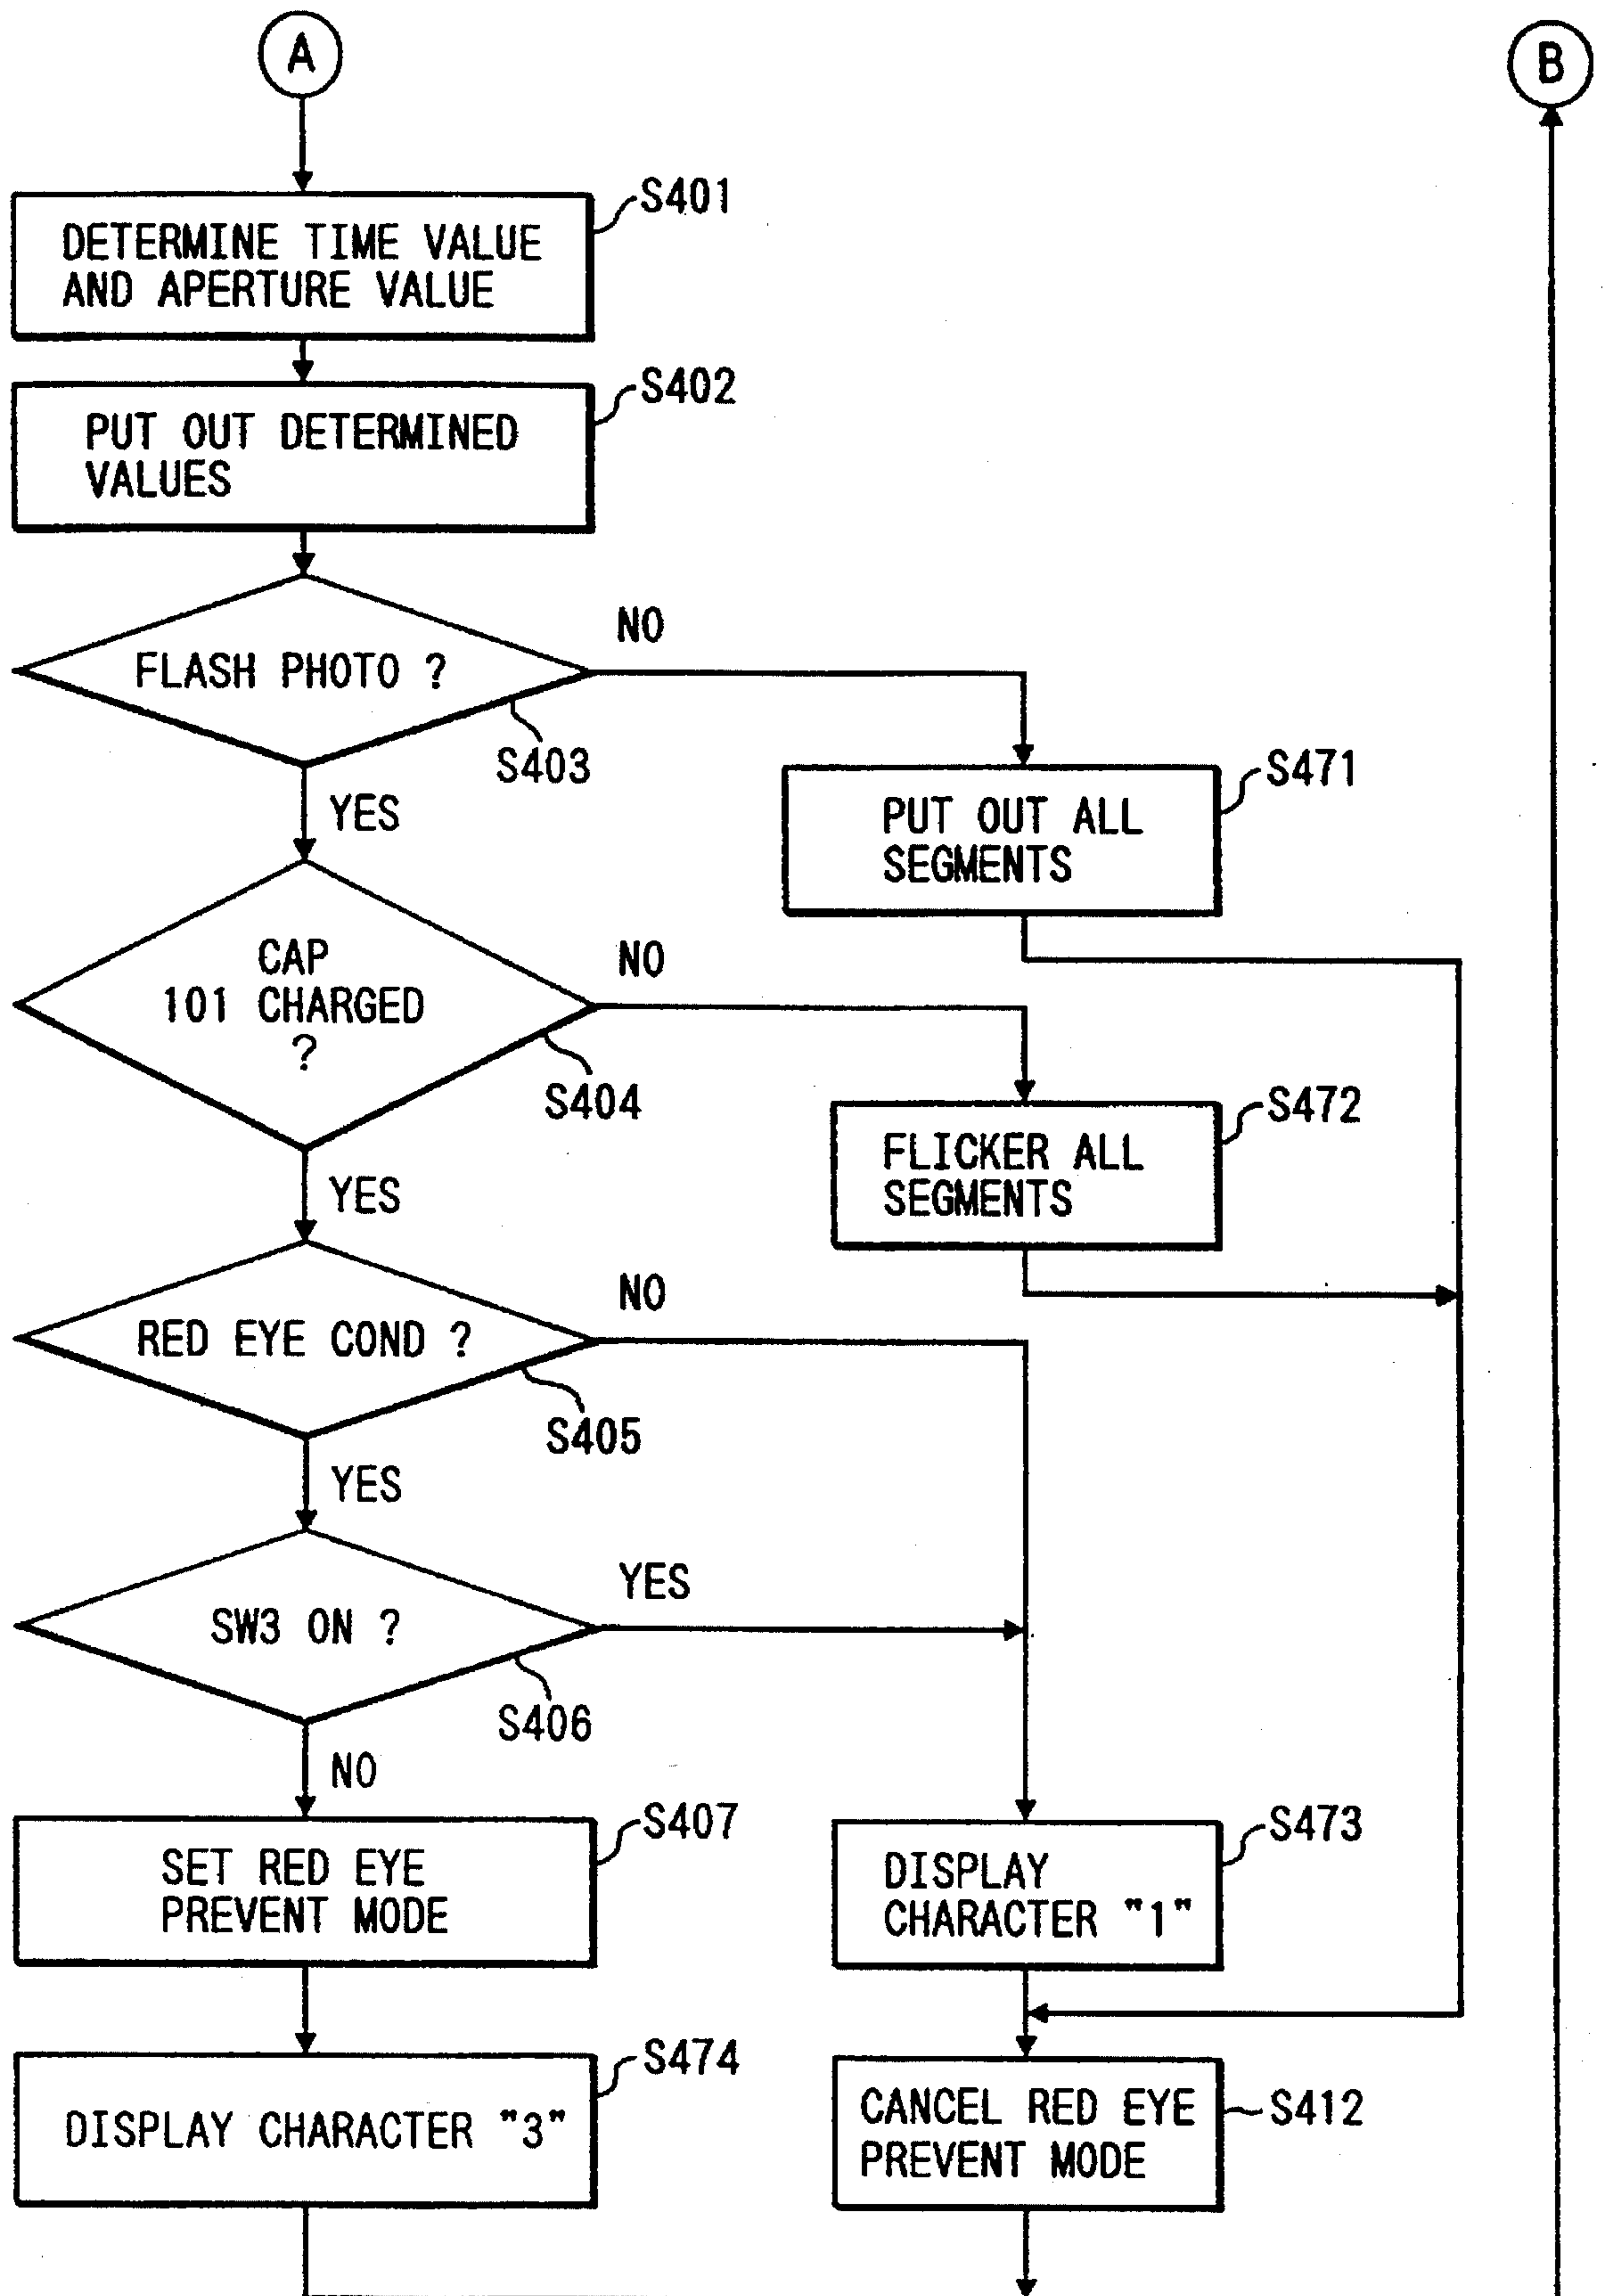 A
B
S401
DETERMINE TIME VALUE
AND APERTURE VALUE
S402
PUT OUT DETERMINED
VALUES
NO
FLASH PHOTO ?
S403
YES
S471
PUT OUT ALL
SEGMENTS
CAP
101 CHARGED
?
NO
S404
YES
S472
FLICKER ALL
SEGMENTS
NO
RED EYE COND ?
S405
YES
YES
SW3 ON ?
S406
NO
S407
SET RED EYE
PREVENT MODE
S473
DISPLAY
CHARACTER "1"
S474
DISPLAY CHARACTER "3"
CANCEL RED EYE
PREVENT MODE
S412